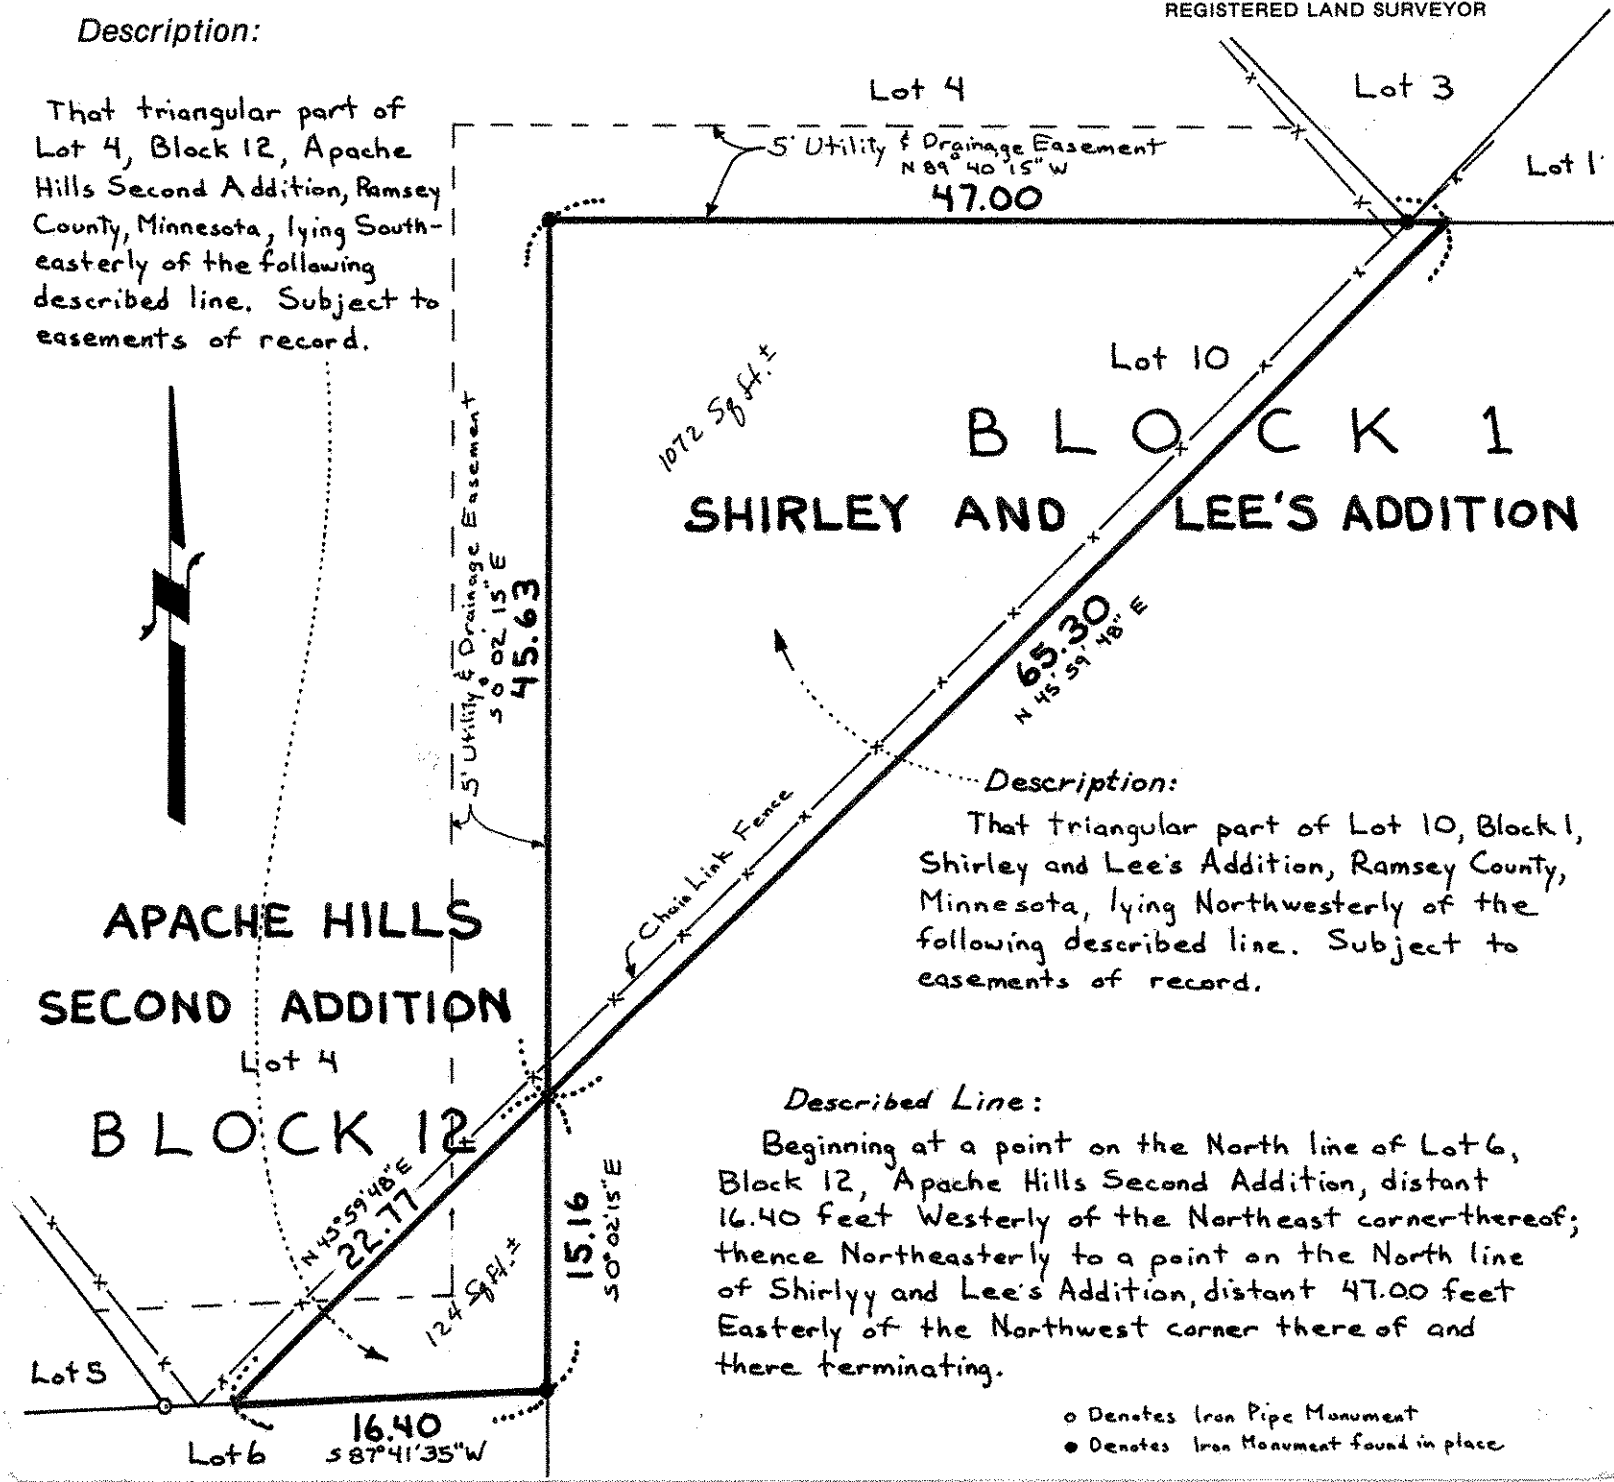 REGISTERED LAND SURVEYOR
Description:
That triangular part of
Lot 4, Block 12, Apache
Hills Second Addition, Ramsey
County, Minnesota, lying South-
easterly of the following
described line. Subject to
easements of record.
Lot 4
Lot 3
Lot 1
5' Utility & Drainage Easement
N 89° 40' 15" W
47.00
Lot 10
1072 Sq ft. ±
BLOCK 1
SHIRLEY AND LEE'S ADDITION
5' Utility & Drainage Easement
S 0° 02' 15" E
45.63
65.30
N 45° 59' 48" E
Chain Link Fence
Description:
That triangular part of Lot 10, Block 1,
Shirley and Lee's Addition, Ramsey County,
Minnesota, lying Northwesterly of the
following described line. Subject to
easements of record.
APACHE HILLS
SECOND ADDITION
Lot 4
BLOCK 12
N 45° 59' 48" E
22.77
124 Sq Ft. ±
15.16
S 0° 02' 15" E
Described Line:
Beginning at a point on the North line of Lot 6,
Block 12, Apache Hills Second Addition, distant
16.40 feet Westerly of the Northeast corner thereof;
thence Northeasterly to a point on the North line
of Shirlyy and Lee's Addition, distant 47.00 feet
Easterly of the Northwest corner there of and
there terminating.
Lot 5
16.40
S 87° 41' 35" W
Lot 6
o Denotes Iron Pipe Monument
● Denotes Iron Monument found in place